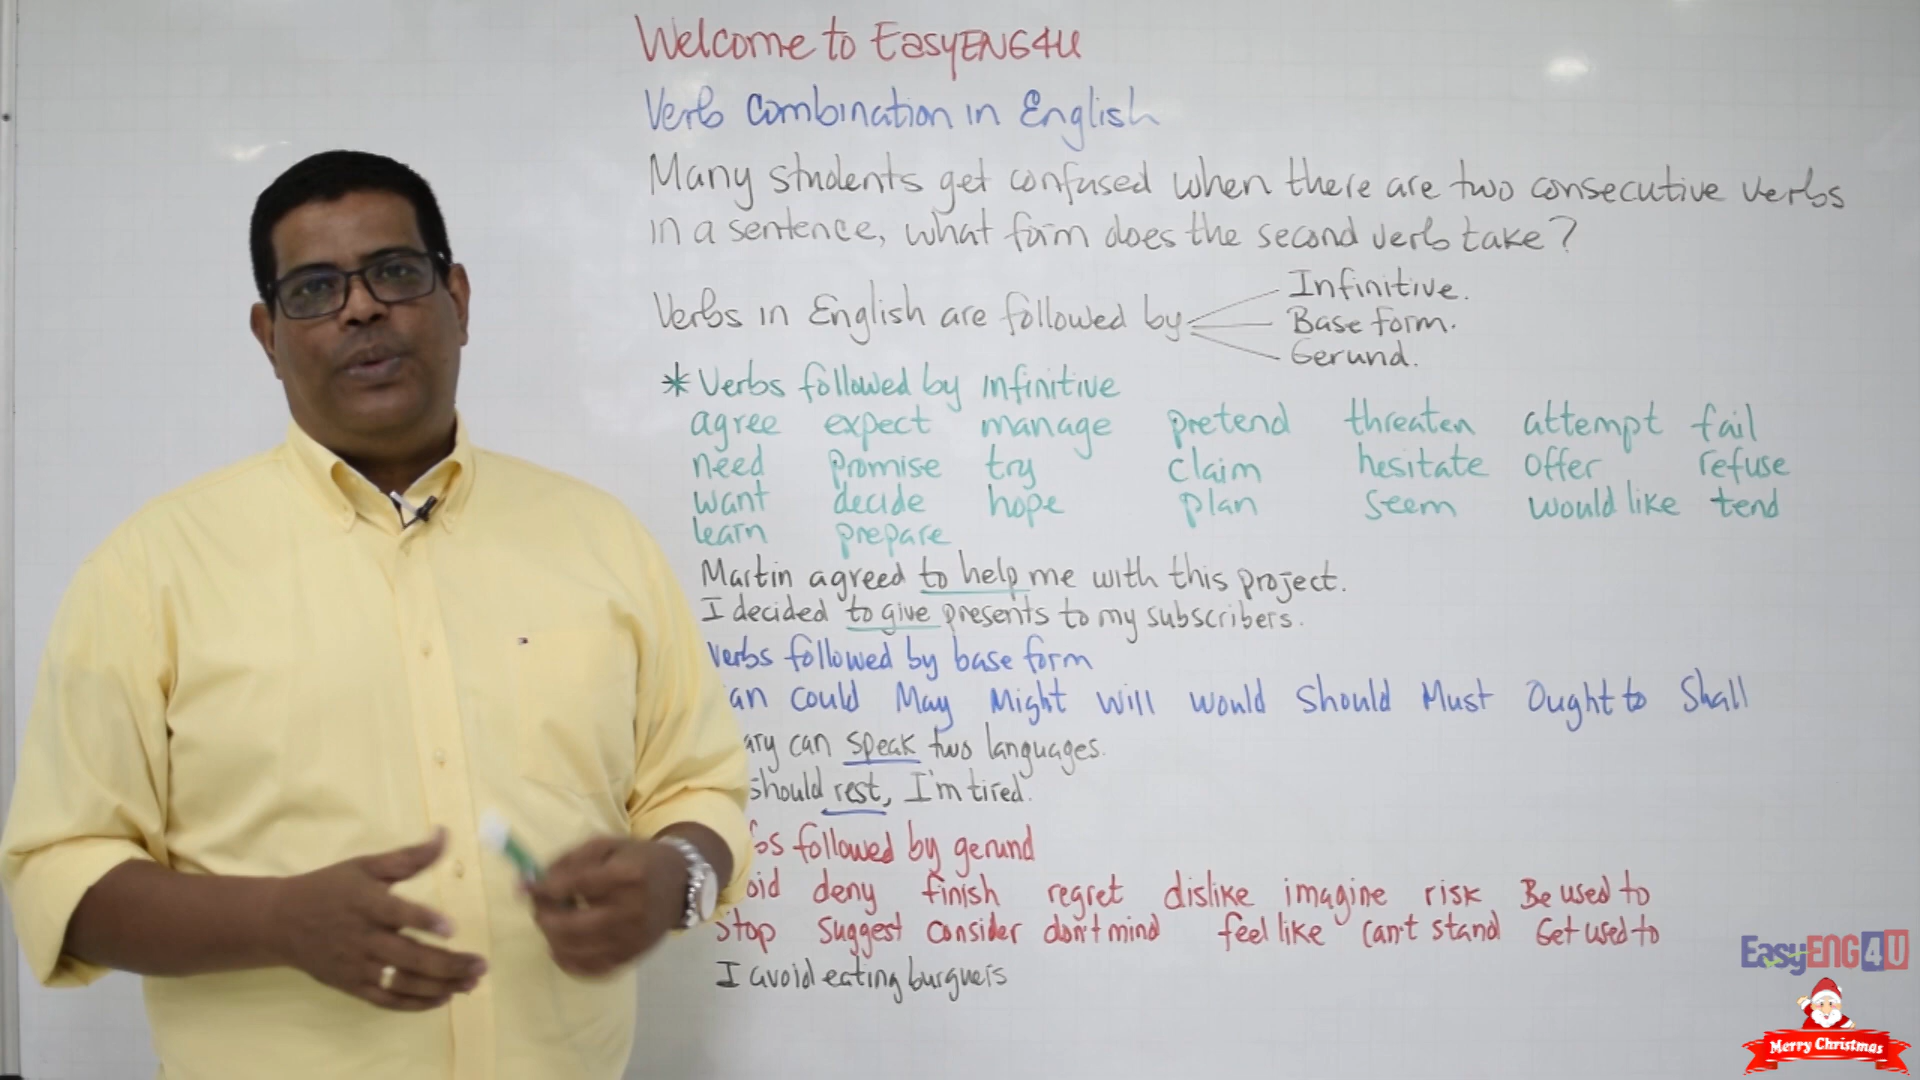 Welcome to EasyENG4U
Verb Combination in English
Many students get confused when there are two consecutive verbs
in a sentence, what form does the second verb take?
Verbs in English are followed by
Infinitive.
Base form.
Gerund.
*Verbs followed by infinitive
agree expect manage pretend threaten attempt fail
need promise try claim hesitate offer refuse
want decide hope plan seem would like tend
learn prepare
Martin agreed to help me with this project.
I decided to give presents to my subscribers.
Verbs followed by base form
an could May Might Will would Should Must Ought to Shall
ary can speak two languages.
should rest, I'm tired.
bs followed by gerund
oid deny finish regret dislike imagine risk Be used to
Stop Suggest Consider don't mind feel like can't stand Get used to
I avoid eating burguers
EasyENG4U
Merry Christmas